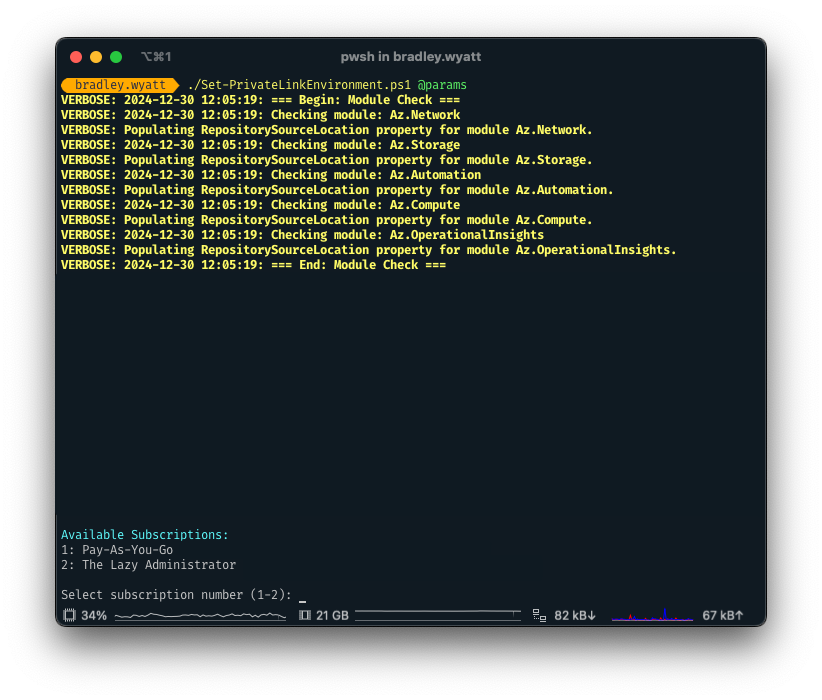 ⌥⌘1 pwsh in bradley.wyatt
bradley.wyatt ./Set-PrivateLinkEnvironment.ps1 @params
VERBOSE: 2024-12-30 12:05:19: === Begin: Module Check ===
VERBOSE: 2024-12-30 12:05:19: Checking module: Az.Network
VERBOSE: Populating RepositorySourceLocation property for module Az.Network.
VERBOSE: 2024-12-30 12:05:19: Checking module: Az.Storage
VERBOSE: Populating RepositorySourceLocation property for module Az.Storage.
VERBOSE: 2024-12-30 12:05:19: Checking module: Az.Automation
VERBOSE: Populating RepositorySourceLocation property for module Az.Automation.
VERBOSE: 2024-12-30 12:05:19: Checking module: Az.Compute
VERBOSE: Populating RepositorySourceLocation property for module Az.Compute.
VERBOSE: 2024-12-30 12:05:19: Checking module: Az.OperationalInsights
VERBOSE: Populating RepositorySourceLocation property for module Az.OperationalInsights.
VERBOSE: 2024-12-30 12:05:19: === End: Module Check ===
Available Subscriptions:
1: Pay-As-You-Go
2: The Lazy Administrator
Select subscription number (1-2): _
34% 21 GB 82 kB↓ 67 kB↑